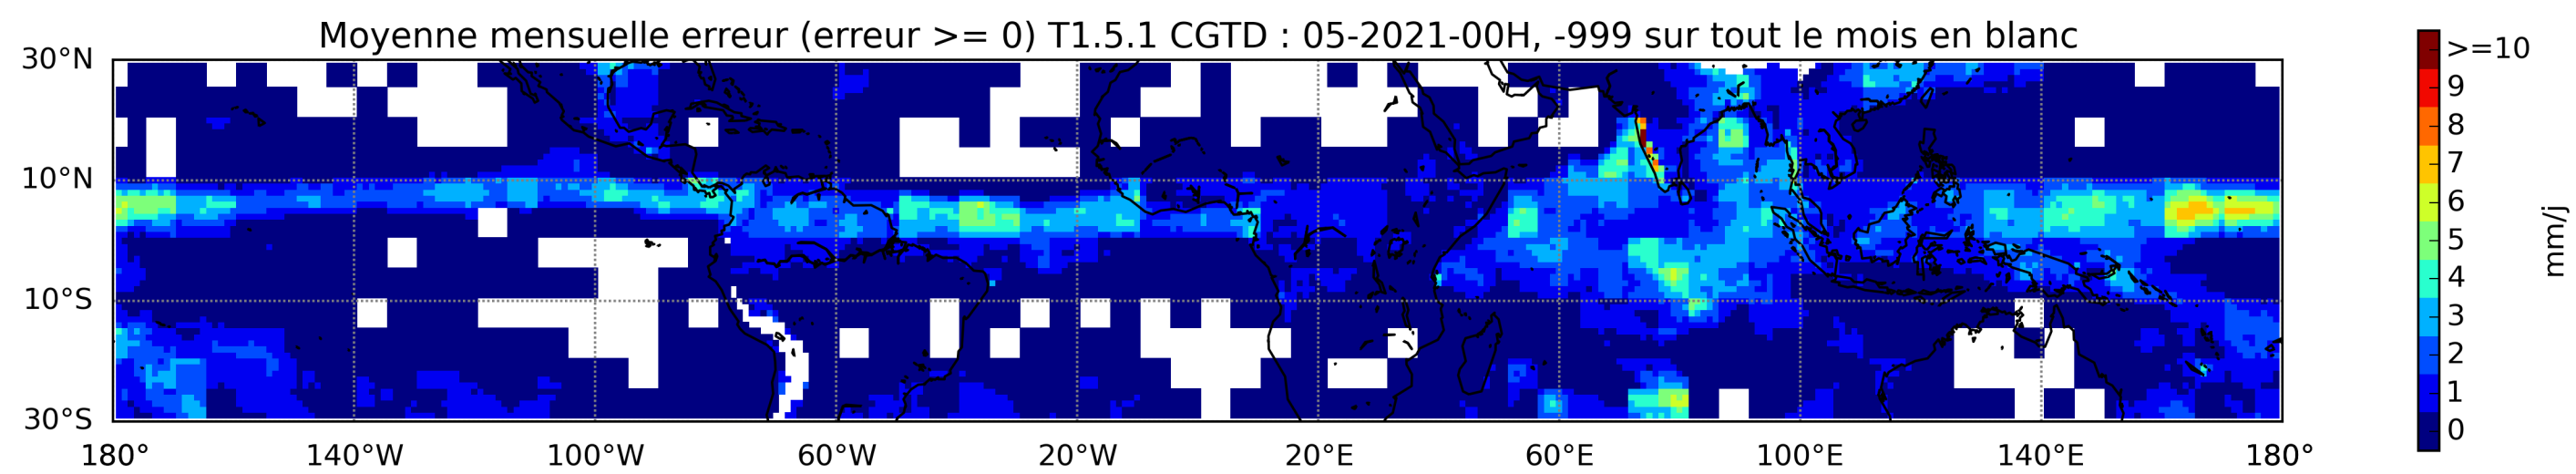 Moyenne mensuelle erreur (erreur >= 0) T1.5.1 CGTD : 05-2021-00H, -999 sur tout le mois en blanc
30°N
10°N
10°S
30°S
180° 140°W 100°W 60°W 20°W 20°E 60°E 100°E 140°E 180°
>=10
9
8
7
6
5
4
3
2
1
0
mm/j